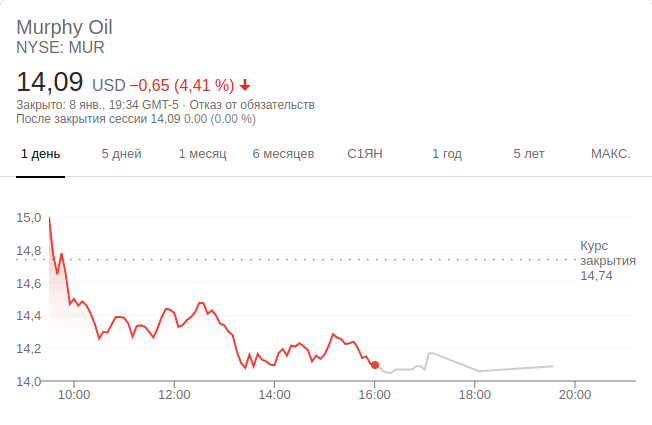 Murphy Oil
NYSE: MUR
14,09 USD −0,65 (4,41 %)
Закрыто: 8 янв., 19:34 GMT-5 · Отказ от обязательств
После закрытия сессии 14,09 0,00 (0,00 %)
1 день 5 дней 1 месяц 6 месяцев С1ЯН 1 год 5 лет МАКС.
15,0
14,8
14,6
14,4
14,2
14,0
Курс
закрытия
14,74
10:00 12:00 14:00 16:00 18:00 20:00